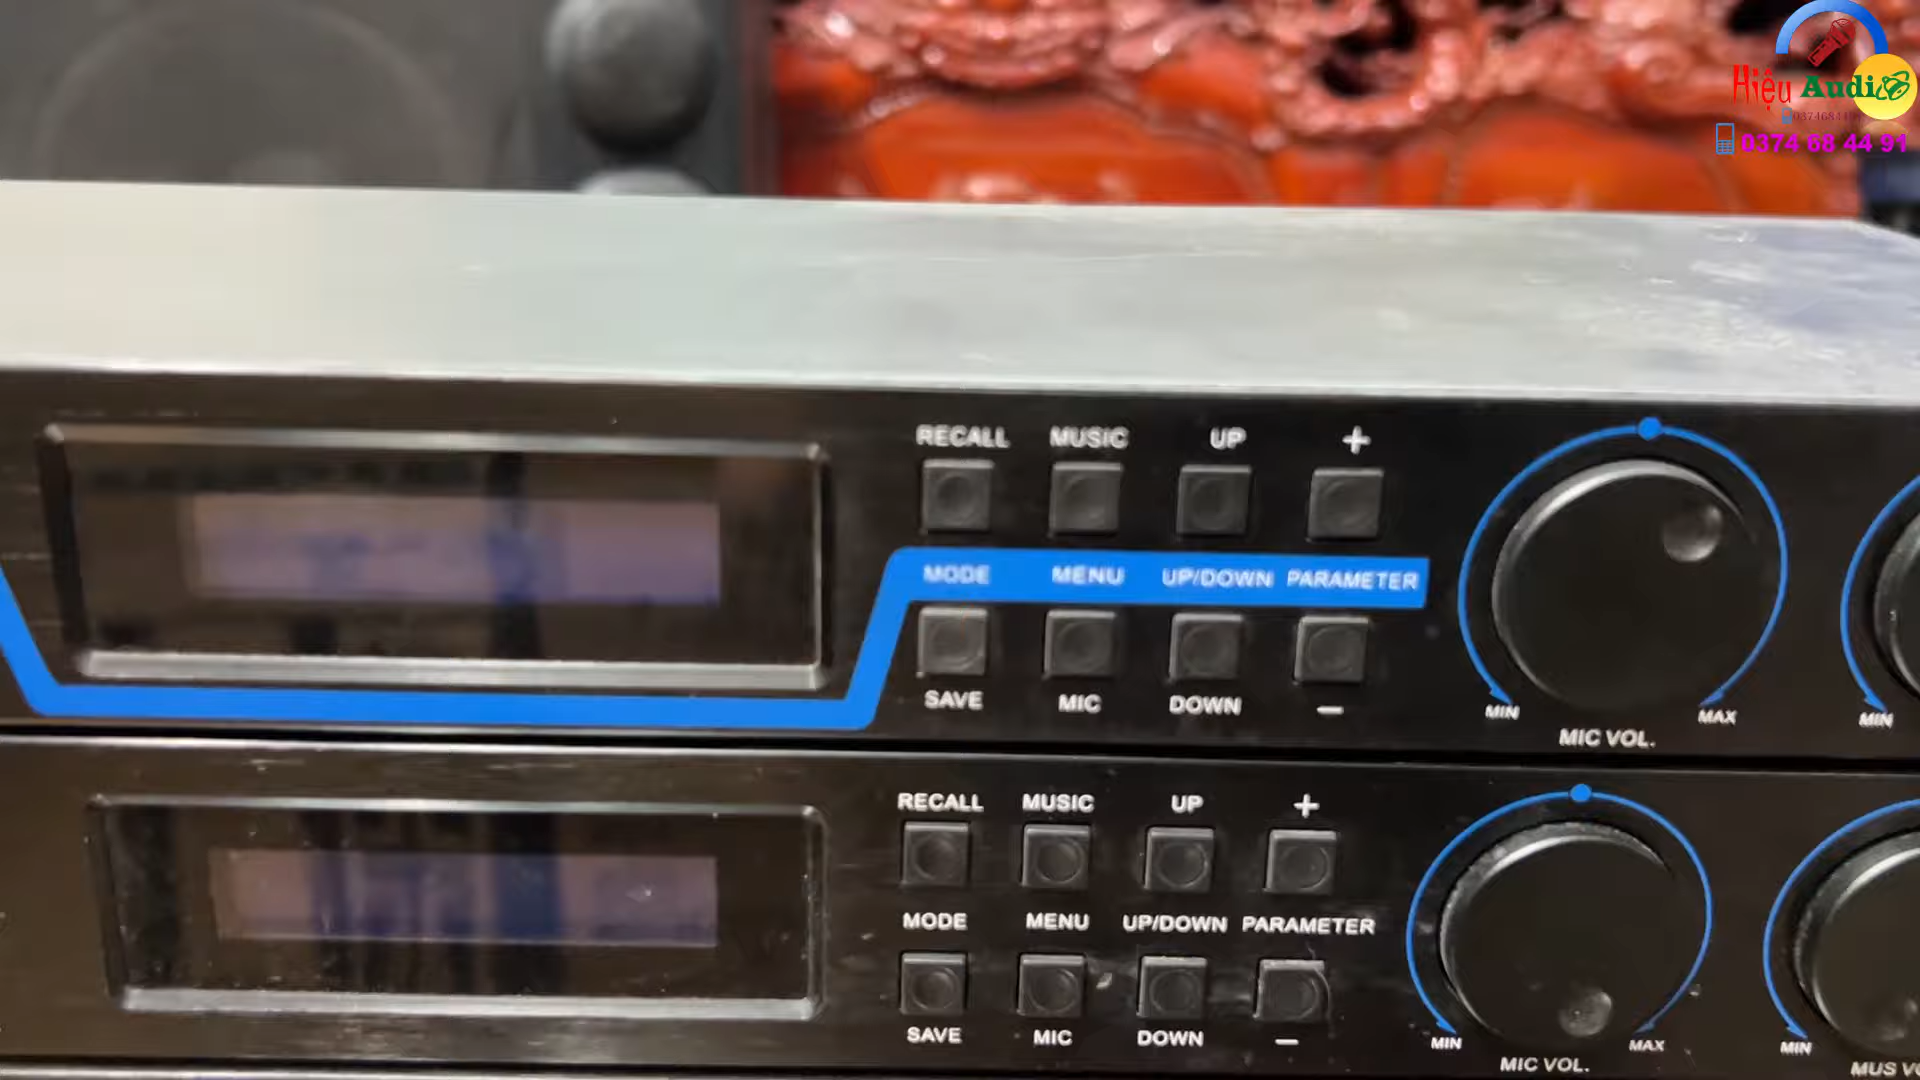 Hiệu Audio
0374684491
0374 68 44 91
RECALL MUSIC UP +
MODE MENU UP/DOWN PARAMETER
SAVE MIC DOWN −
MIN MAX MIN
MIC VOL.
RECALL MUSIC UP +
MODE MENU UP/DOWN PARAMETER
SAVE MIC DOWN −
MIN MAX MIN
MIC VOL. MUS